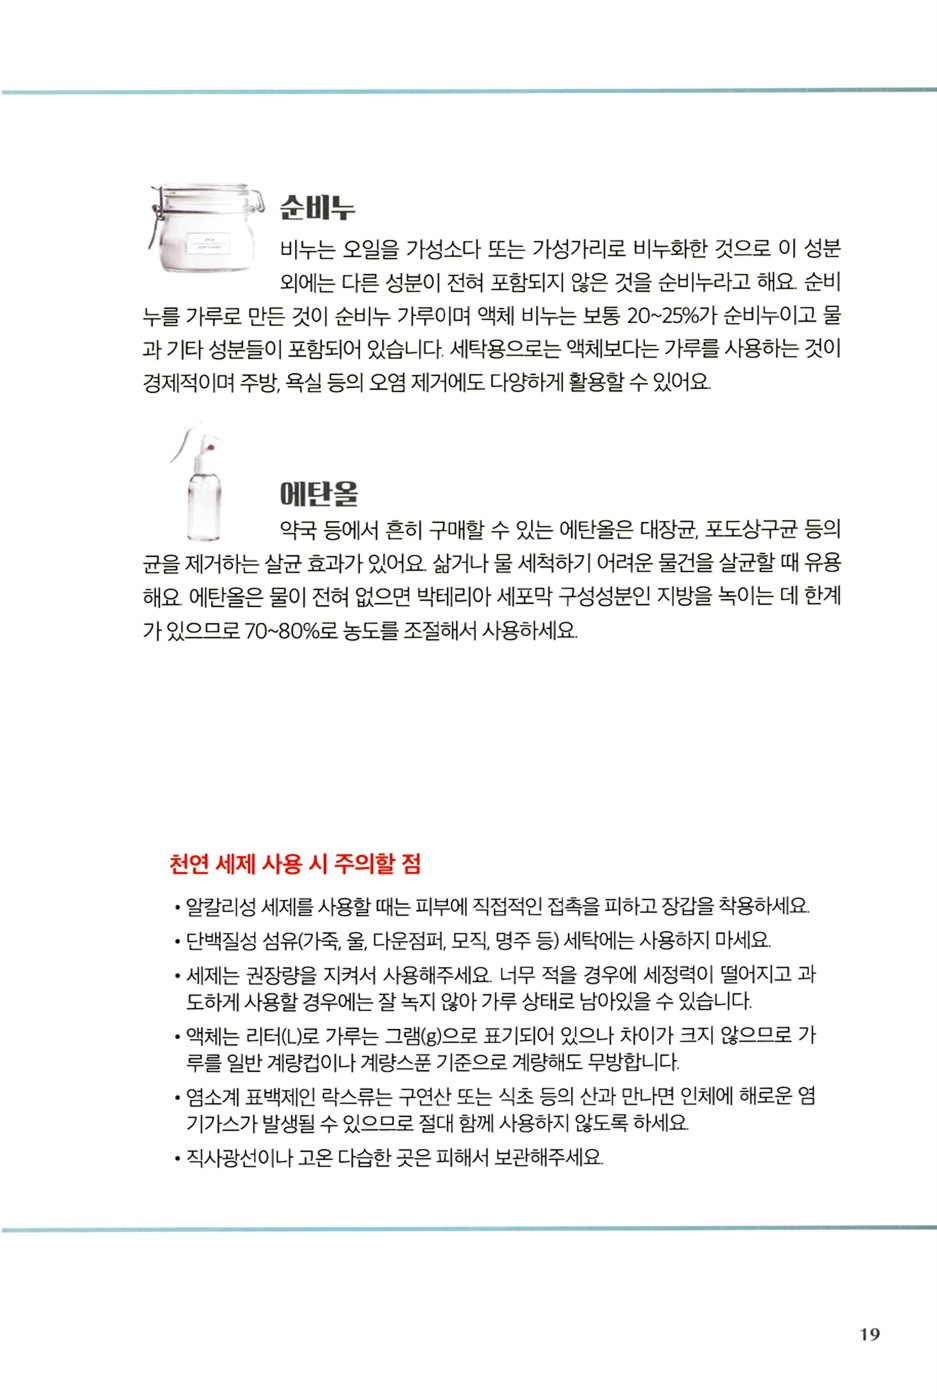 순비누
비누는 오일을 가성소다 또는 가성가리로 비누화한 것으로 이 성분
외에는 다른 성분이 전혀 포함되지 않은 것을 순비누라고 해요. 순비
누를 가루로 만든 것이 순비누 가루이며 액체 비누는 보통 20~25%가 순비누이고 물
과 기타 성분들이 포함되어 있습니다. 세탁용으로는 액체보다는 가루를 사용하는 것이
경제적이며 주방, 욕실 등의 오염 제거에도 다양하게 활용할 수 있어요.
에탄올
약국 등에서 흔히 구매할 수 있는 에탄올은 대장균, 포도상구균 등의
균을 제거하는 살균 효과가 있어요. 삶거나 물 세척하기 어려운 물건을 살균할 때 유용
해요. 에탄올은 물이 전혀 없으면 박테리아 세포막 구성성분인 지방을 녹이는 데 한계
가 있으므로 70~80%로 농도를 조절해서 사용하세요.
천연 세제 사용 시 주의할 점
• 알칼리성 세제를 사용할 때는 피부에 직접적인 접촉을 피하고 장갑을 착용하세요.
• 단백질성 섬유(가죽, 울, 다운점퍼, 모직, 명주 등) 세탁에는 사용하지 마세요.
• 세제는 권장량을 지켜서 사용해주세요. 너무 적을 경우에 세정력이 떨어지고 과
도하게 사용할 경우에는 잘 녹지 않아 가루 상태로 남아있을 수 있습니다.
• 액체는 리터(L)로 가루는 그램(g)으로 표기되어 있으나 차이가 크지 않으므로 가
루를 일반 계량컵이나 계량스푼 기준으로 계량해도 무방합니다.
• 염소계 표백제인 락스류는 구연산 또는 식초 등의 산과 만나면 인체에 해로운 염
기가스가 발생될 수 있으므로 절대 함께 사용하지 않도록 하세요.
• 직사광선이나 고온 다습한 곳은 피해서 보관해주세요.
19